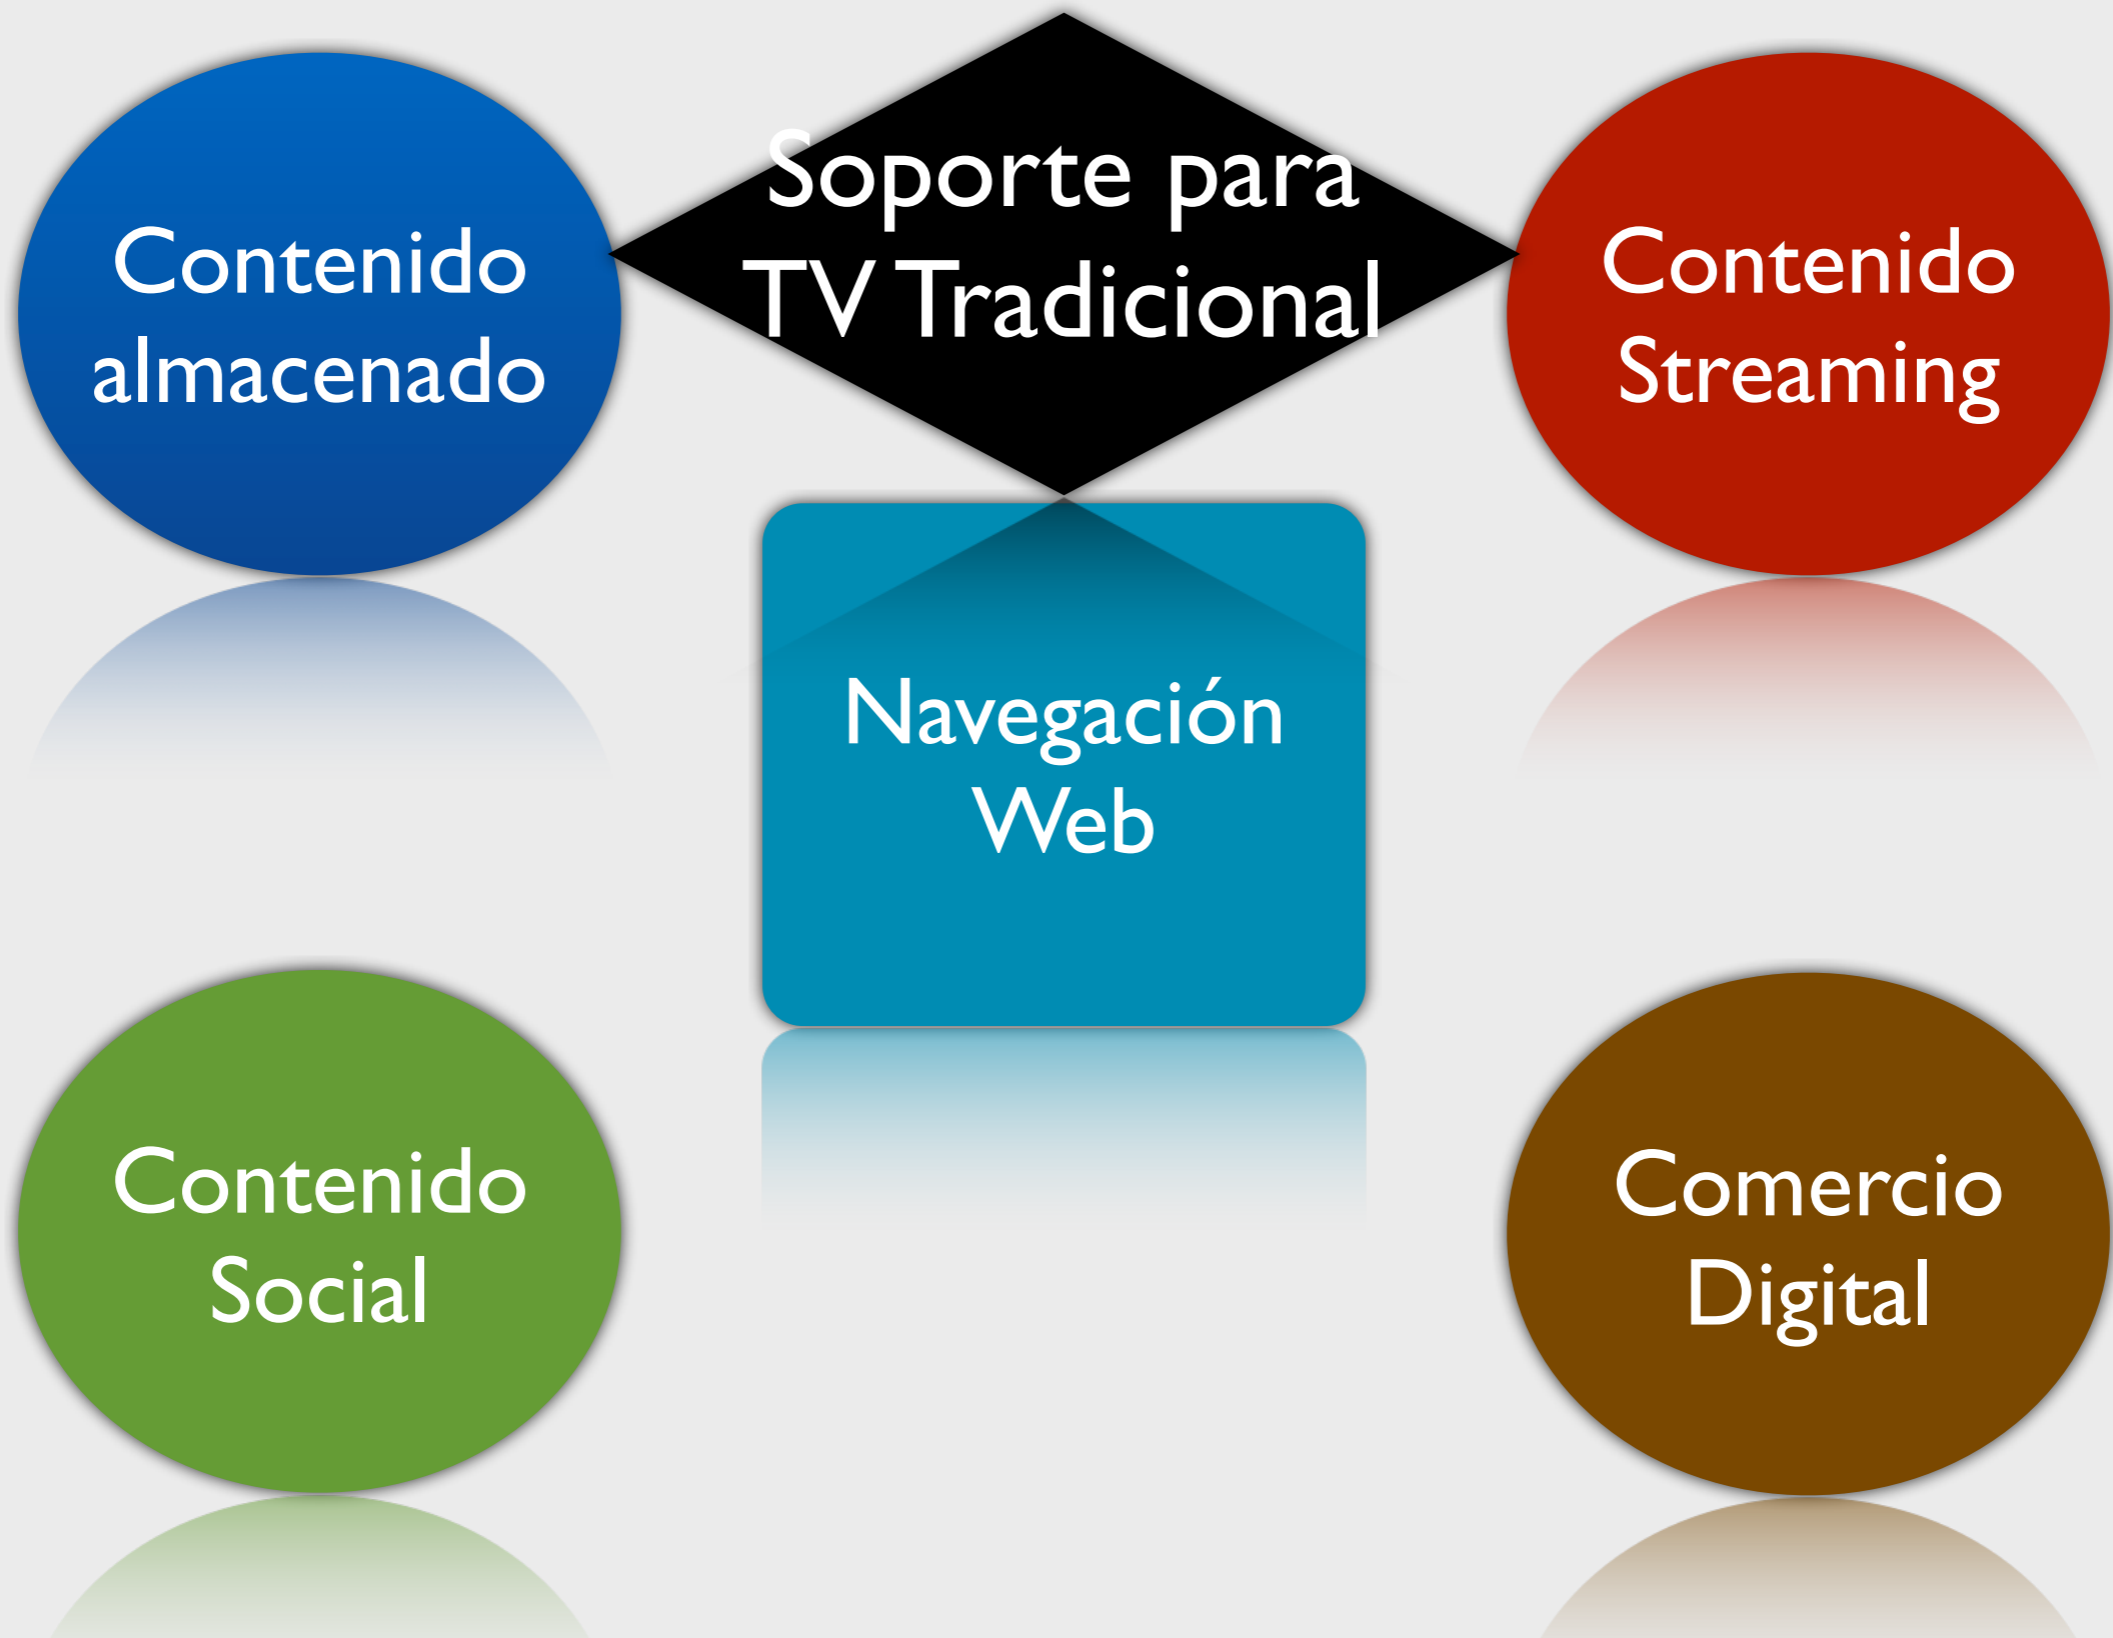 Contenido
almacenado
Soporte para
TV Tradicional
Contenido
Streaming
Navegación
Web
Contenido
Social
Comercio
Digital